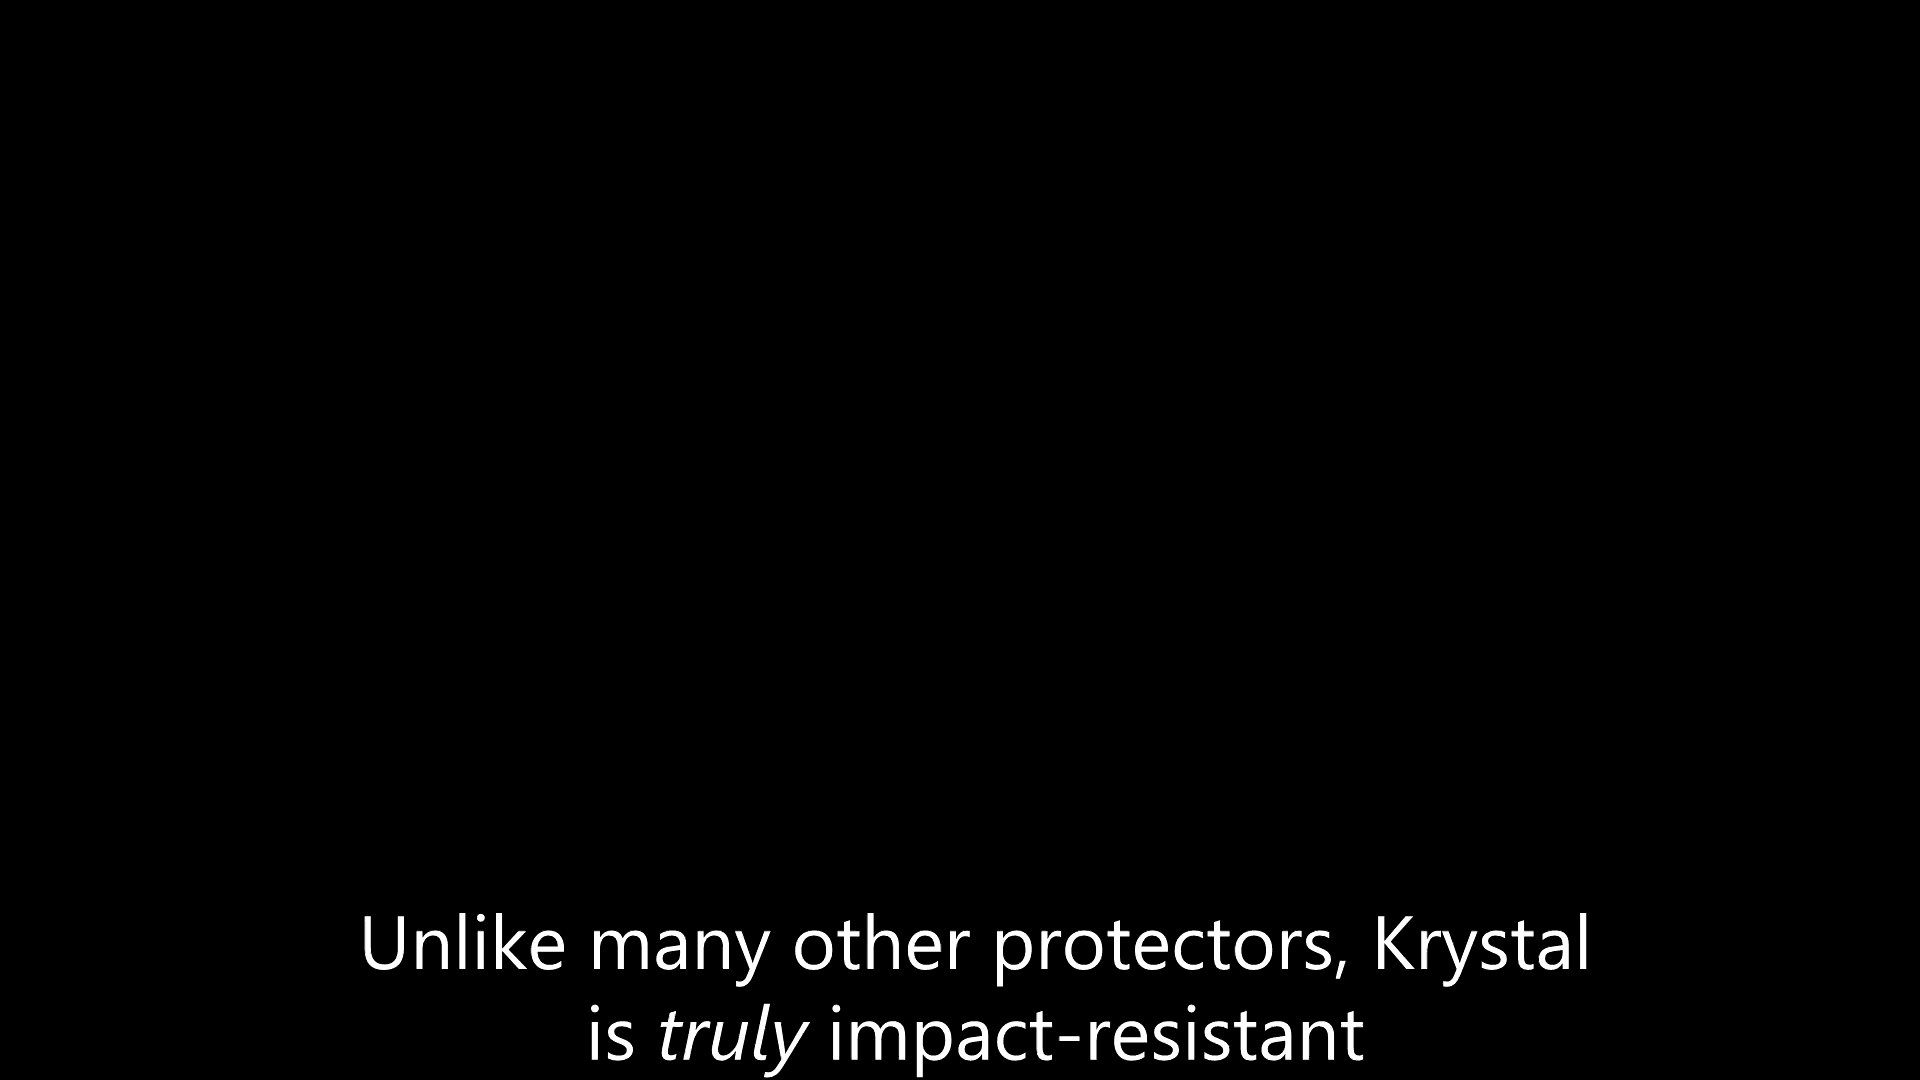 Unlike many other protectors, Krystal
is truly impact-resistant